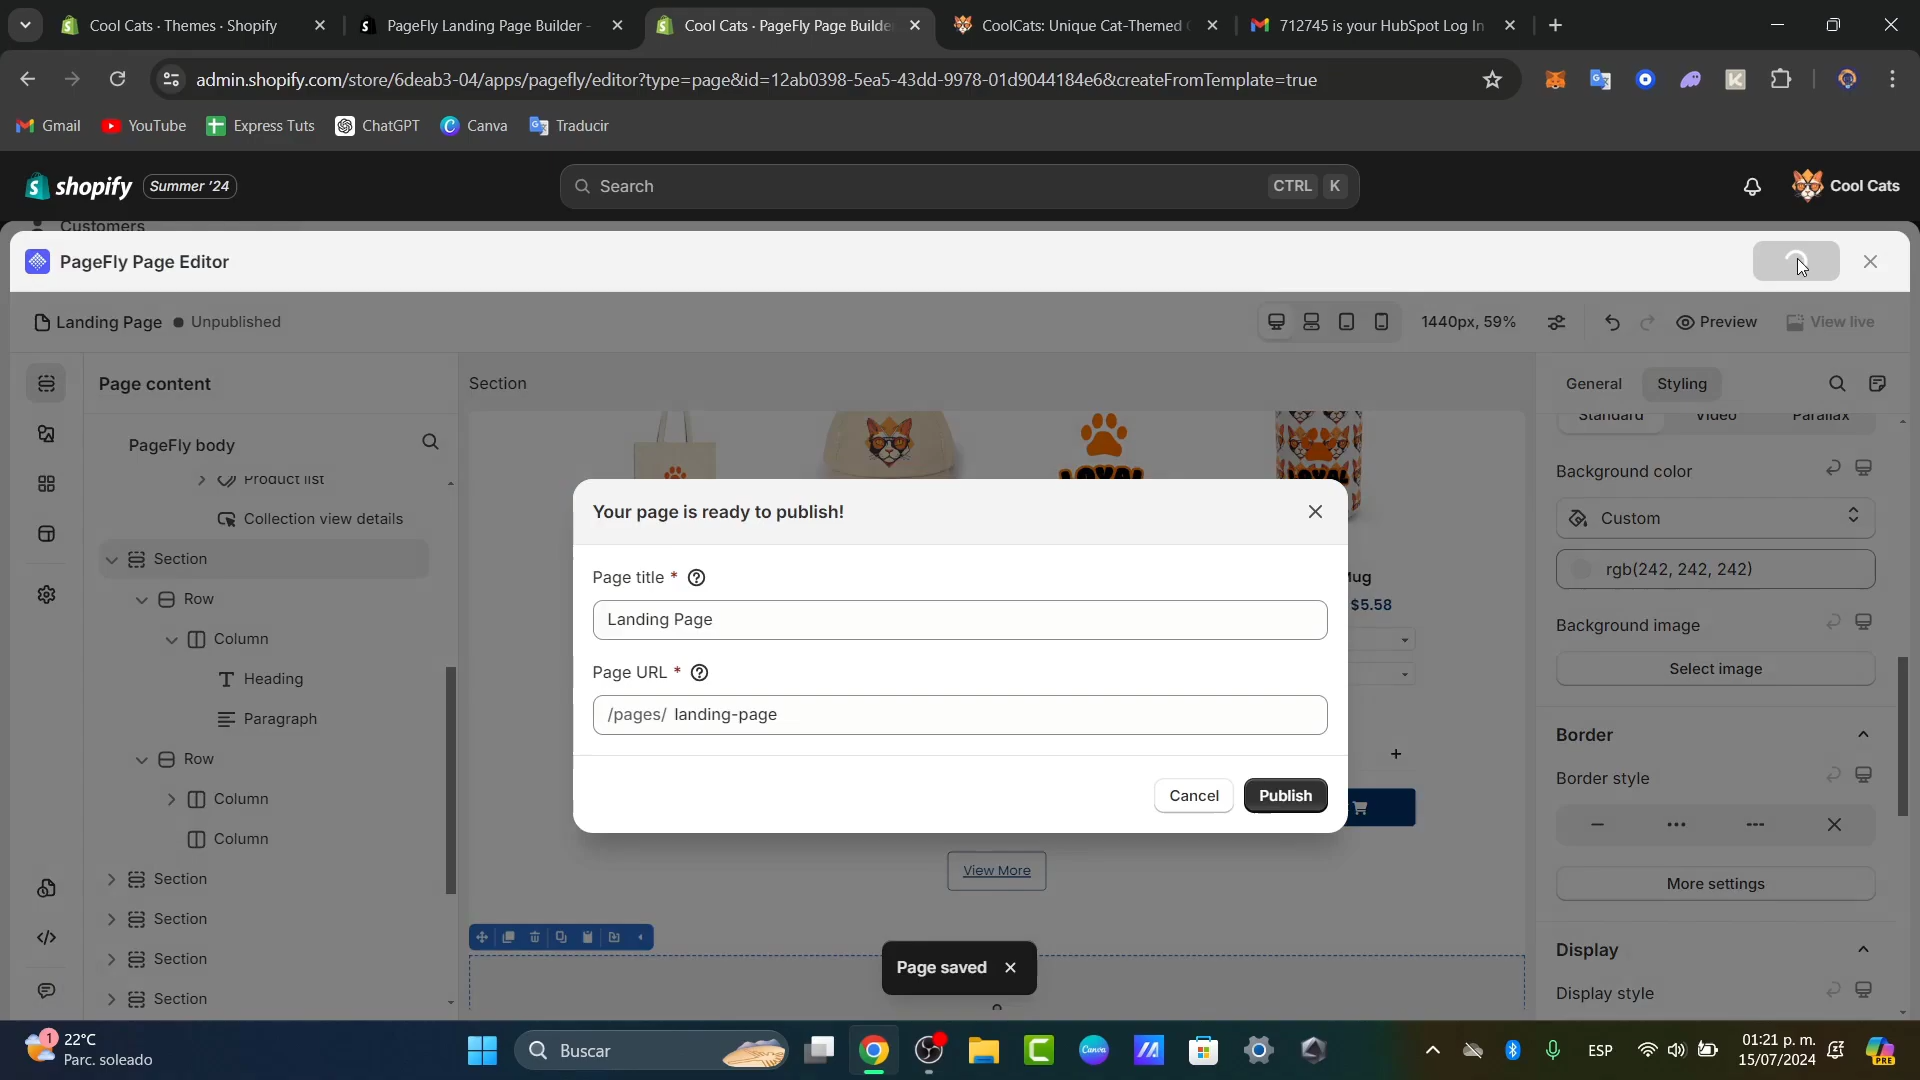 Cool Cats · Themes · Shopify
PageFly Landing Page Builder -
Cool Cats · PageFly Page Builde
CoolCats: Unique Cat-Themed
712745 is your HubSpot Log In
admin.shopify.com/store/6deab3-04/apps/pagefly/editor?type=page&id=12ab0398-5ea5-43dd-9978-01d9044184e6&createFromTemplate=true
Gmail
YouTube
Express Tuts
ChatGPT
Canva
Traducir
shopify
Summer '24
Search
CTRL K
Cool Cats
Customers
PageFly Page Editor
Landing Page
Unpublished
1440px, 59%
Preview
View live
Page content
Section
General
Styling
PageFly body
Standard
Video
Parallax
Product list
Collection view details
Section
Row
Column
Heading
Paragraph
Row
Column
Column
Section
Section
Section
Section
LOYAL
LOYAL
Mug
$5.58
View More
Your page is ready to publish!
Page title *
Landing Page
Page URL *
/pages/ landing-page
Cancel
Publish
Page saved
Background color
Custom
rgb(242, 242, 242)
Background image
Select image
Border
Border style
More settings
Display
Display style
1
22°C
Parc. soleado
Buscar
Canva
ESP
01:21 p. m.
15/07/2024
PRE